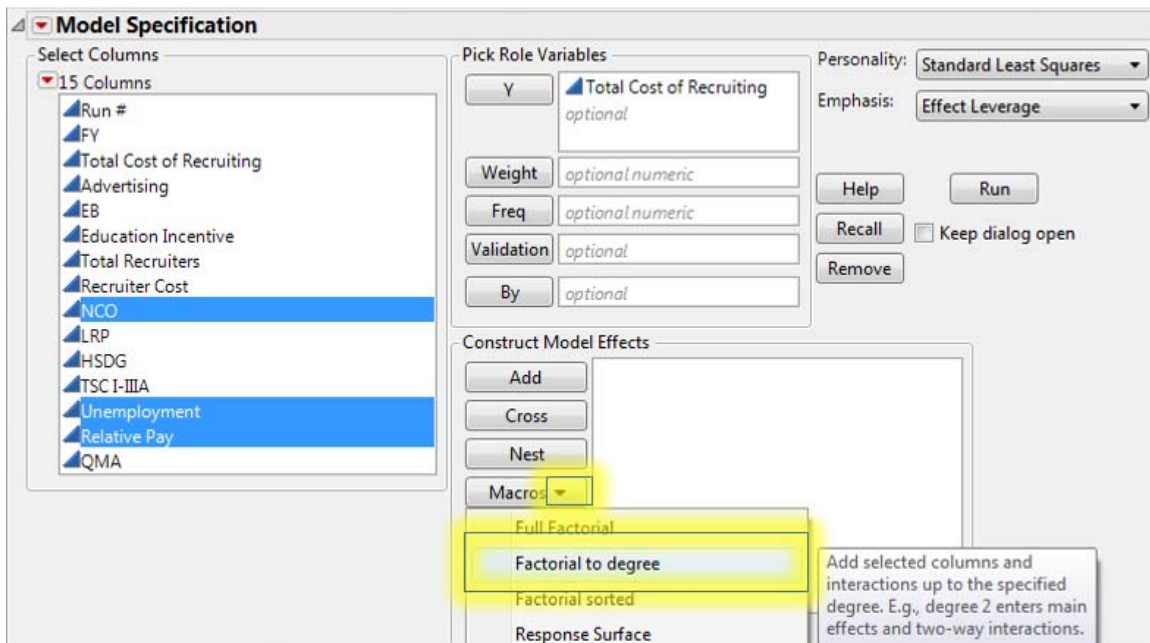 Model Specification
Select Columns
15 Columns
Run #
FY
Total Cost of Recruiting
Advertising
EB
Education Incentive
Total Recruiters
Recruiter Cost
NCO
LRP
HSDG
TSC I-IIIA
Unemployment
Relative Pay
QMA
Pick Role Variables
Y
Total Cost of Recruiting
optional
Weight
optional numeric
Freq
optional numeric
Validation
optional
By
optional
Personality:
Standard Least Squares
Emphasis:
Effect Leverage
Help
Run
Recall
Keep dialog open
Remove
Construct Model Effects
Add
Cross
Nest
Macros
Full Factorial
Factorial to degree
Factorial sorted
Response Surface
Add selected columns and
interactions up to the specified
degree. E.g., degree 2 enters main
effects and two-way interactions.